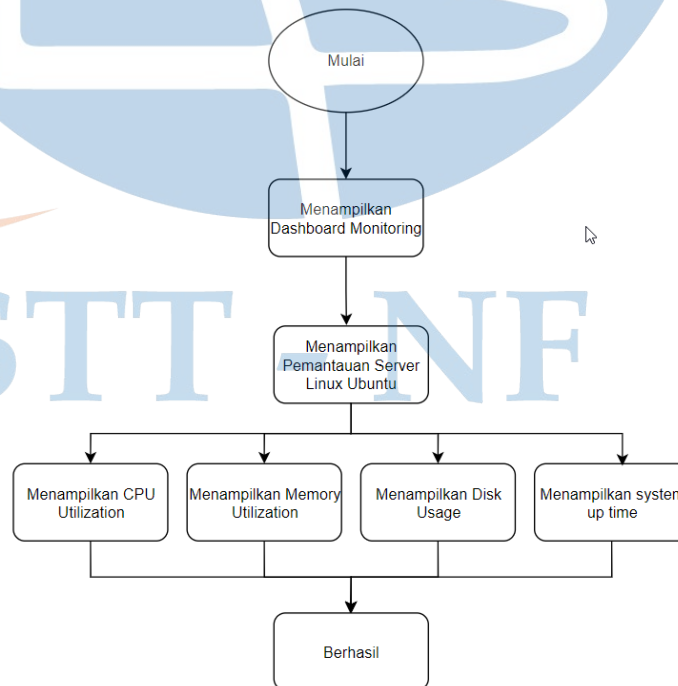 Mulai
Menampilkan
Dashboard Monitoring
Menampilkan
Pemantauan Server
Linux Ubuntu
STT - NF
Menampilkan CPU
Utilization
Menampilkan Memory
Utilization
Menampilkan Disk
Usage
Menampilkan system
up time
Berhasil